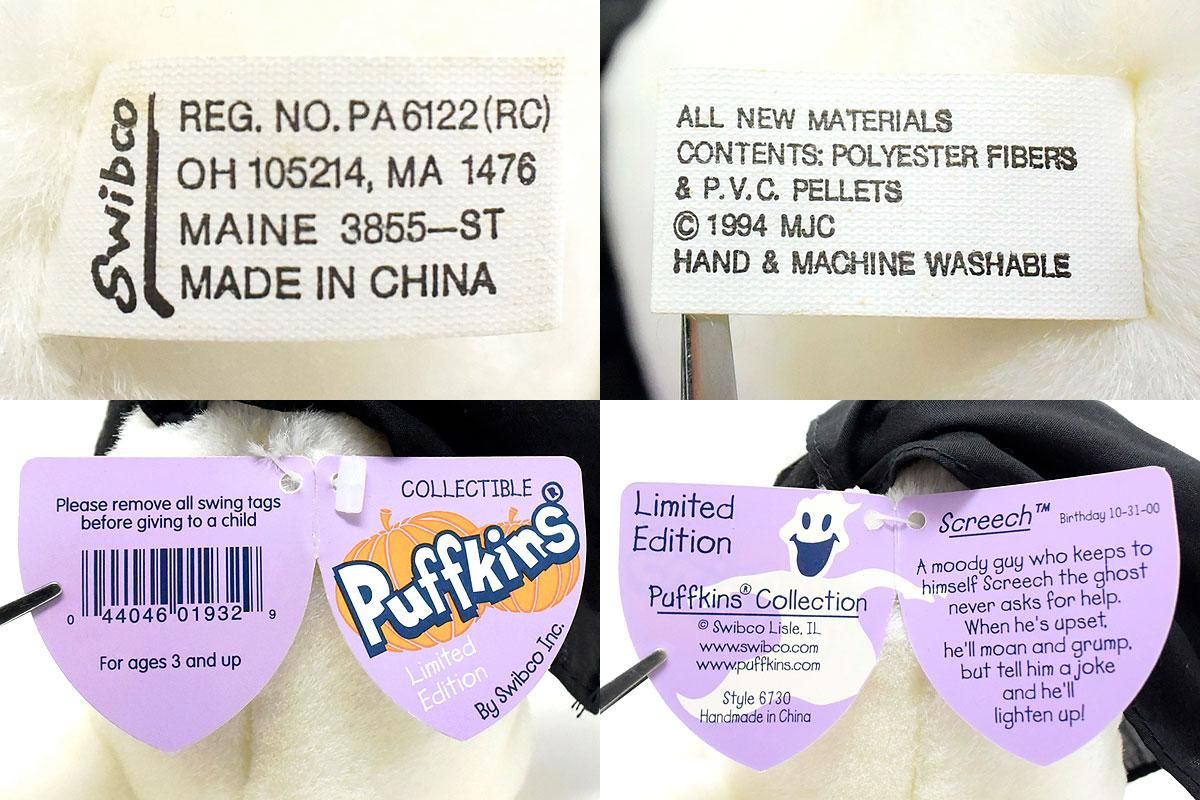 Swibco
REG. NO. PA 6122 (RC)
OH 105214, MA 1476
MAINE 3855-ST
MADE IN CHINA
ALL NEW MATERIALS
CONTENTS: POLYESTER FIBERS
& P.V.C. PELLETS
© 1994 MJC
HAND & MACHINE WASHABLE
Please remove all swing tags
before giving to a child
0 44046 01932 9
For ages 3 and up
COLLECTIBLE
Puffkins®
Limited
Edition
By Swibco Inc.
Limited
Edition
Puffkins® Collection
© Swibco Lisle, IL
www.swibco.com
www.puffkins.com
Style 6730
Handmade in China
Screech™ Birthday 10-31-00
A moody guy who keeps to
himself Screech the ghost
never asks for help.
When he's upset,
he'll moan and grump,
but tell him a joke
and he'll
lighten up!